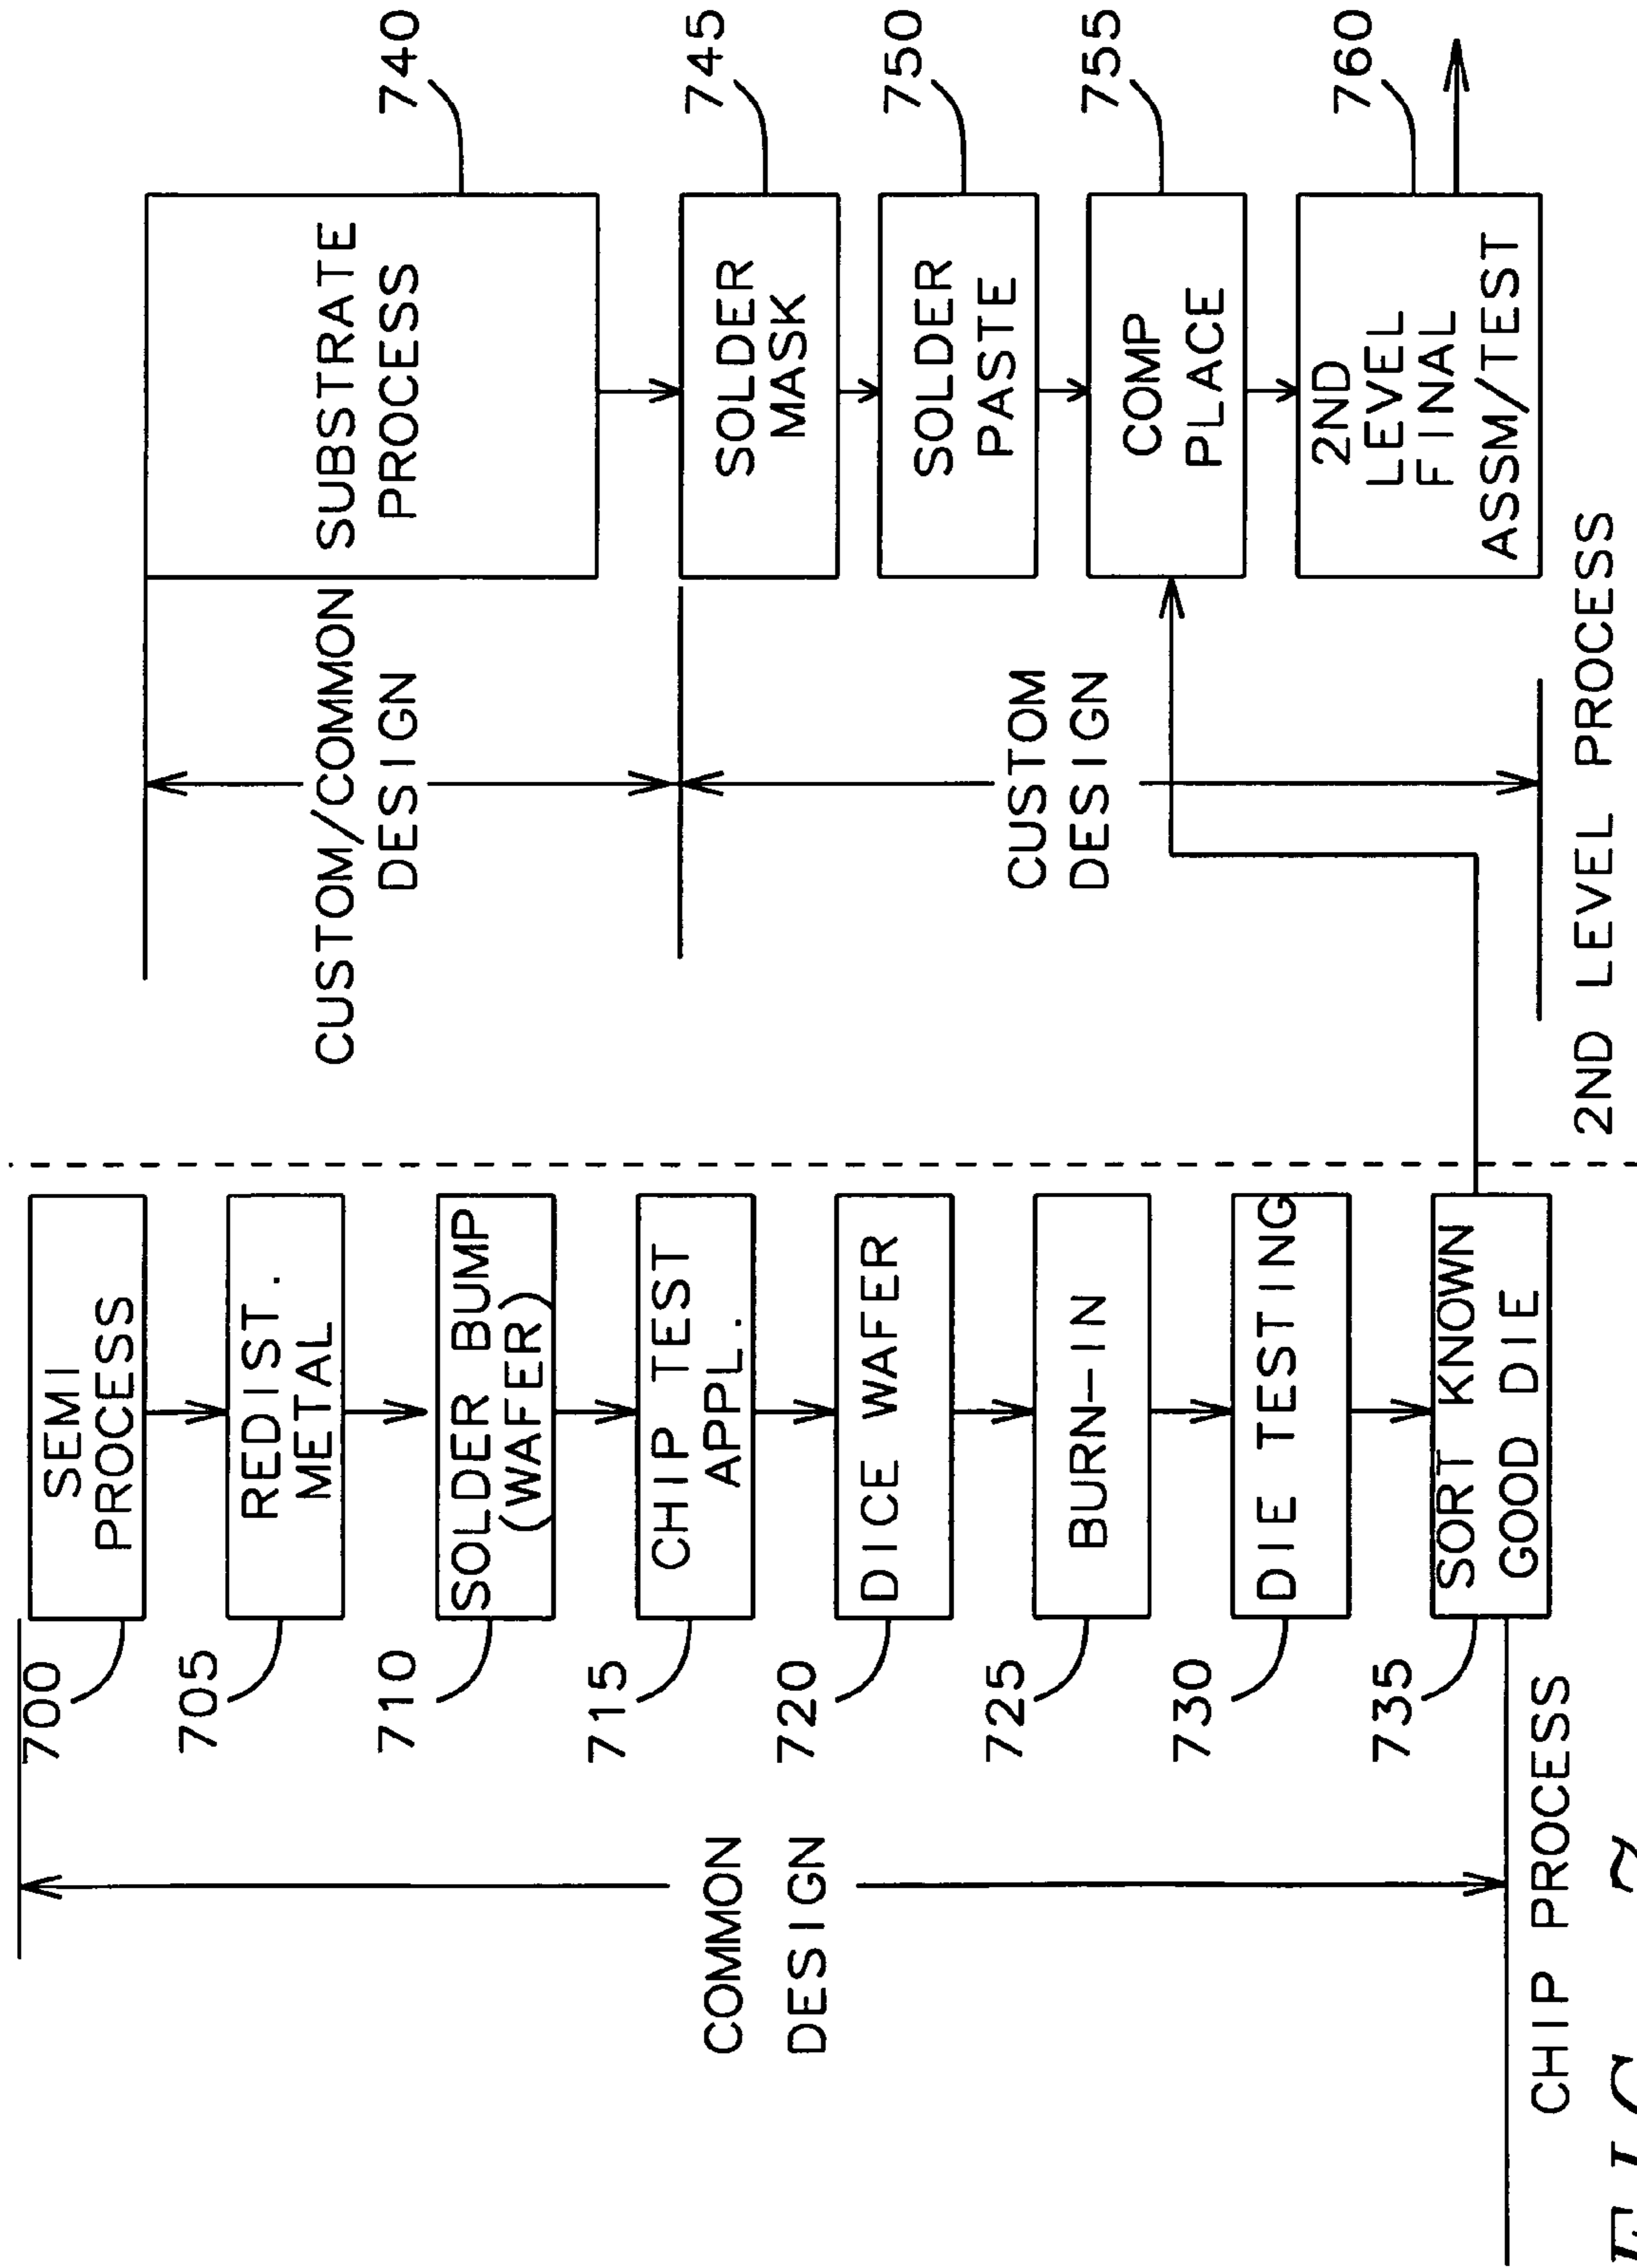 700
SEMI
PROCESS
705
REDIST.
METAL
710
SOLDER BUMP
(WAFER)
715
CHIP TEST
APPL.
720
DICE WAFER
725
BURN-IN
730
DIE TESTING
735
SORT KNOWN
GOOD DIE
COMMON
DESIGN
CHIP PROCESS
740
SUBSTRATE
PROCESS
745
SOLDER
MASK
750
SOLDER
PASTE
755
COMP
PLACE
760
2ND
LEVEL
FINAL
ASSM/TEST
CUSTOM/COMMON
DESIGN
CUSTOM
DESIGN
2ND LEVEL PROCESS
FIG. 7